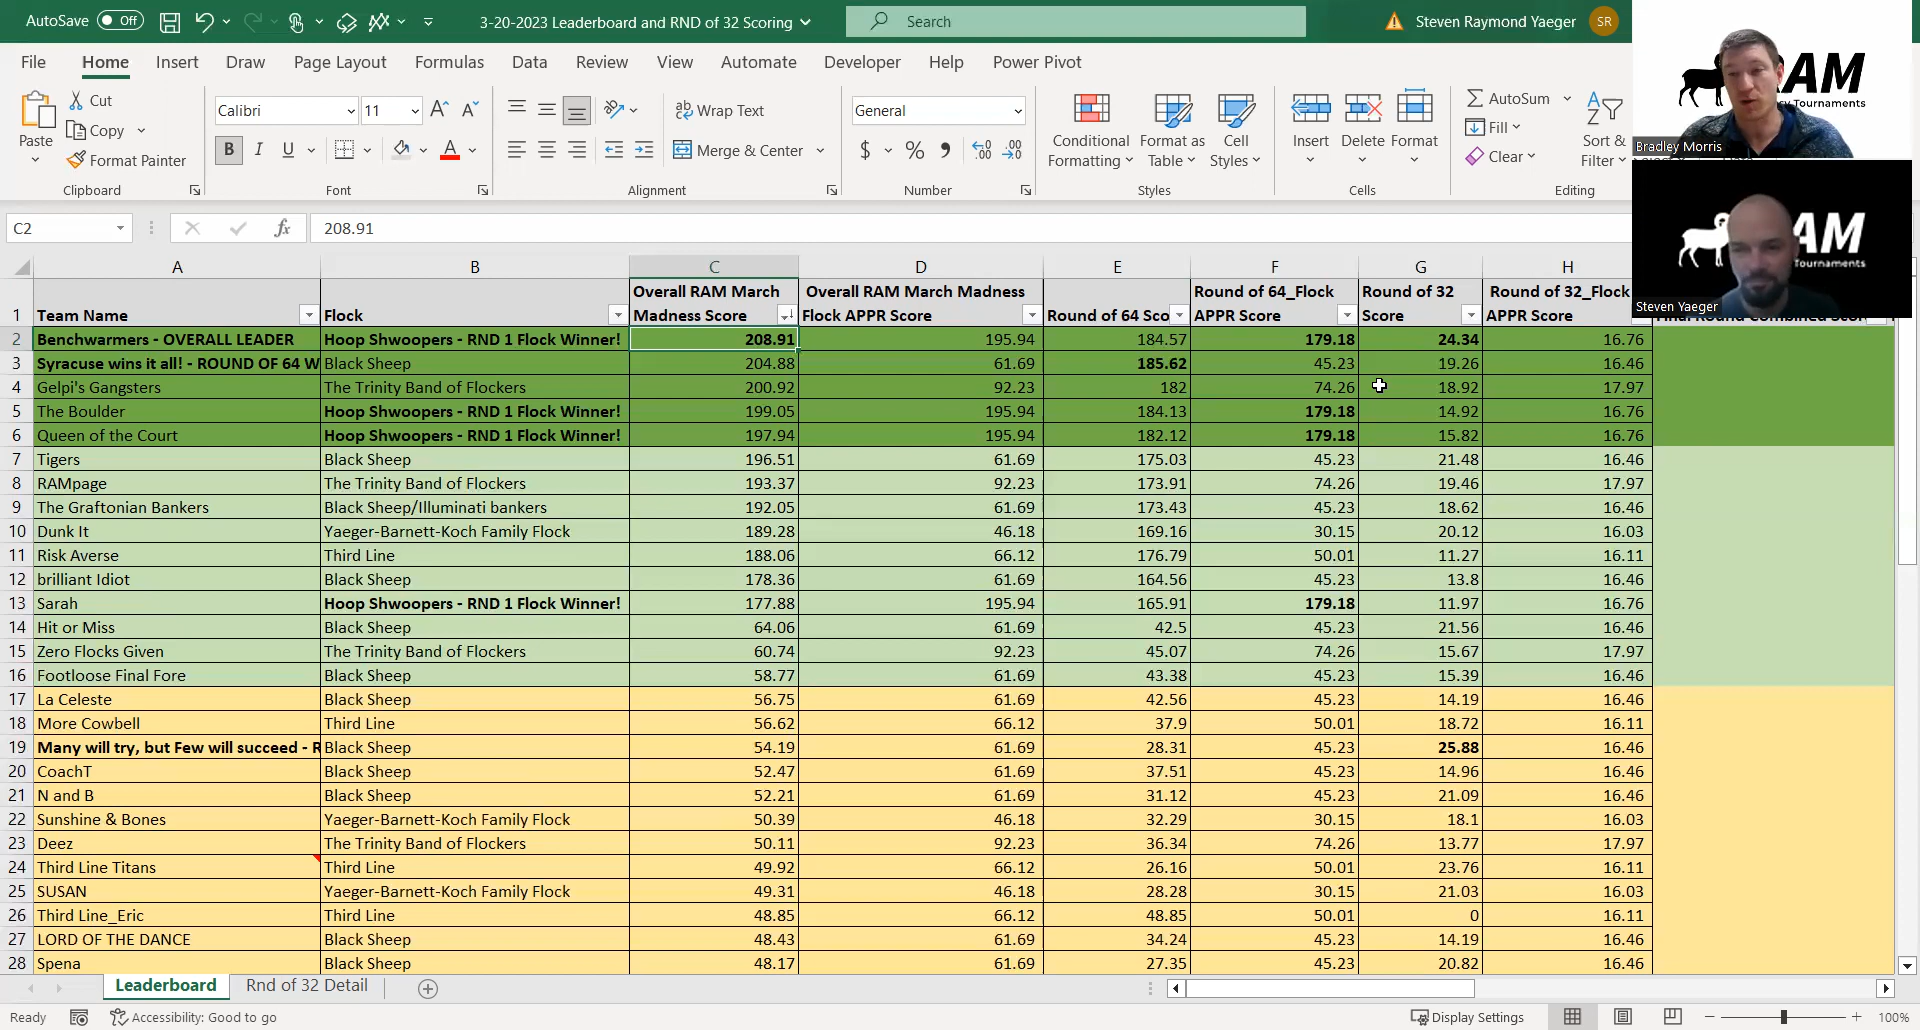 AutoSave Off 3-20-2023 Leaderboard and RND of 32 Scoring Search Steven Raymond Yaeger SR
File Home Insert Draw Page Layout Formulas Data Review View Automate Developer Help Power Pivot
Paste
Cut
Copy
Format Painter
Clipboard
Calibri 11 A A
B I U A
Font
ab Wrap Text
Merge & Center
Alignment
General
$ % 9
Number
Conditional Formatting
Format as Table
Cell Styles
Styles
Insert
Delete
Format
Cells
AutoSum
Fill
Clear
Sort & Filter
Editing
AM
Tournaments
Bradley Morris
AM
Tournaments
Steven Yaeger
C2 fx 208.91
A B C D E F G H
1 Team Name Flock Overall RAM March Madness Score Overall RAM March Madness Flock APPR Score Round of 64 Sco Round of 64_Flock APPR Score Round of 32 Score Round of 32_Flock APPR Score
2 Benchwarmers - OVERALL LEADER Hoop Shwoopers - RND 1 Flock Winner! 208.91 195.94 184.57 179.18 24.34 16.76
3 Syracuse wins it all! - ROUND OF 64 W Black Sheep 204.88 61.69 185.62 45.23 19.26 16.46
4 Gelpi's Gangsters The Trinity Band of Flockers 200.92 92.23 182 74.26 18.92 17.97
5 The Boulder Hoop Shwoopers - RND 1 Flock Winner! 199.05 195.94 184.13 179.18 14.92 16.76
6 Queen of the Court Hoop Shwoopers - RND 1 Flock Winner! 197.94 195.94 182.12 179.18 15.82 16.76
7 Tigers Black Sheep 196.51 61.69 175.03 45.23 21.48 16.46
8 RAMpage The Trinity Band of Flockers 193.37 92.23 173.91 74.26 19.46 17.97
9 The Graftonian Bankers Black Sheep/Illuminati bankers 192.05 61.69 173.43 45.23 18.62 16.46
10 Dunk It Yaeger-Barnett-Koch Family Flock 189.28 46.18 169.16 30.15 20.12 16.03
11 Risk Averse Third Line 188.06 66.12 176.79 50.01 11.27 16.11
12 brilliant Idiot Black Sheep 178.36 61.69 164.56 45.23 13.8 16.46
13 Sarah Hoop Shwoopers - RND 1 Flock Winner! 177.88 195.94 165.91 179.18 11.97 16.76
14 Hit or Miss Black Sheep 64.06 61.69 42.5 45.23 21.56 16.46
15 Zero Flocks Given The Trinity Band of Flockers 60.74 92.23 45.07 74.26 15.67 17.97
16 Footloose Final Fore Black Sheep 58.77 61.69 43.38 45.23 15.39 16.46
17 La Celeste Black Sheep 56.75 61.69 42.56 45.23 14.19 16.46
18 More Cowbell Third Line 56.62 66.12 37.9 50.01 18.72 16.11
19 Many will try, but Few will succeed - R Black Sheep 54.19 61.69 28.31 45.23 25.88 16.46
20 CoachT Black Sheep 52.47 61.69 37.51 45.23 14.96 16.46
21 N and B Black Sheep 52.21 61.69 31.12 45.23 21.09 16.46
22 Sunshine & Bones Yaeger-Barnett-Koch Family Flock 50.39 46.18 32.29 30.15 18.1 16.03
23 Deez The Trinity Band of Flockers 50.11 92.23 36.34 74.26 13.77 17.97
24 Third Line Titans Third Line 49.92 66.12 26.16 50.01 23.76 16.11
25 SUSAN Yaeger-Barnett-Koch Family Flock 49.31 46.18 28.28 30.15 21.03 16.03
26 Third Line_Eric Third Line 48.85 66.12 48.85 50.01 0 16.11
27 LORD OF THE DANCE Black Sheep 48.43 61.69 34.24 45.23 14.19 16.46
28 Spena Black Sheep 48.17 61.69 27.35 45.23 20.82 16.46
Leaderboard Rnd of 32 Detail
Ready Accessibility: Good to go Display Settings 100%